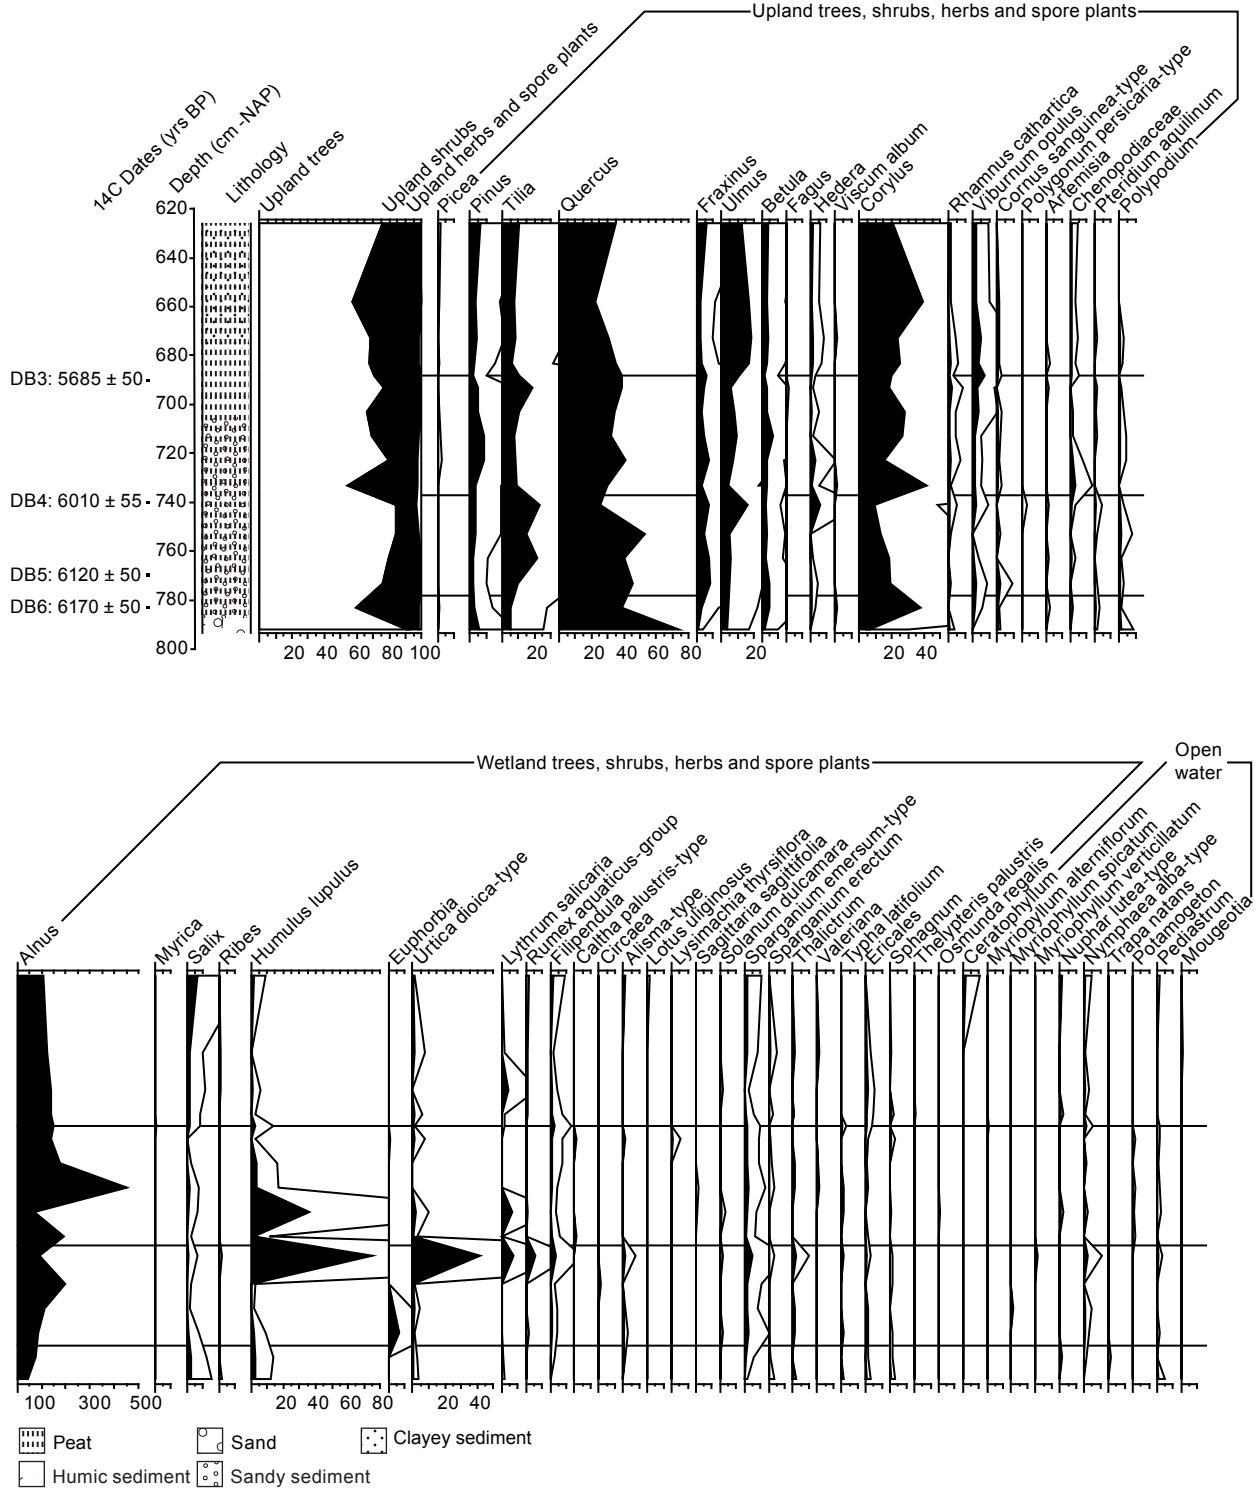 Upland trees, shrubs, herbs and spore plants
14C Dates (yrs BP)
Depth (cm -NAP)
Lithology
Upland trees
Upland shrubs
Upland herbs and spore plants
Picea
Pinus
Tilia
Quercus
Fraxinus
Ulmus
Betula
Fagus
Hedera
Viscum album
Corylus
Rhamnus cathartica
Viburnum opulus
Cornus sanguinea-type
Polygonum persicaria-type
Artemisia
Chenopodiaceae
Pteridium aquilinum
Polypodium
620
640
660
680
DB3: 5685 ± 50
700
720
740
DB4: 6010 ± 55
760
DB5: 6120 ± 50
780
DB6: 6170 ± 50
800
20 40 60 80 100 20 20 40 60 80 20 20 40
Wetland trees, shrubs, herbs and spore plants
Open
water
Alnus
Myrica
Salix
Ribes
Humulus lupulus
Euphorbia
Urtica dioica-type
Lythrum salicaria
Rumex aquaticus-group
Filipendula
Caltha palustris-type
Circaea
Alisma-type
Lotus uliginosus
Lysimachia thyrsiflora
Sagittaria sagittifolia
Solanum dulcamara
Sparganium emersum-type
Sparganium erectum
Thalictrum
Valeriana
Typha latifolium
Ericales
Sphagnum
Thelypteris palustris
Osmunda regalis
Ceratophyllum
Myriopyllum alterniflorum
Myriophyllum spicatum
Myriophyllum verticillatum
Nuphar lutea-type
Nymphaea alba-type
Trapa natans
Potamogeton
Pediastrum
Mougeotia
100 300 500 20 40 60 80 20 40
Peat Sand Clayey sediment
Humic sediment Sandy sediment